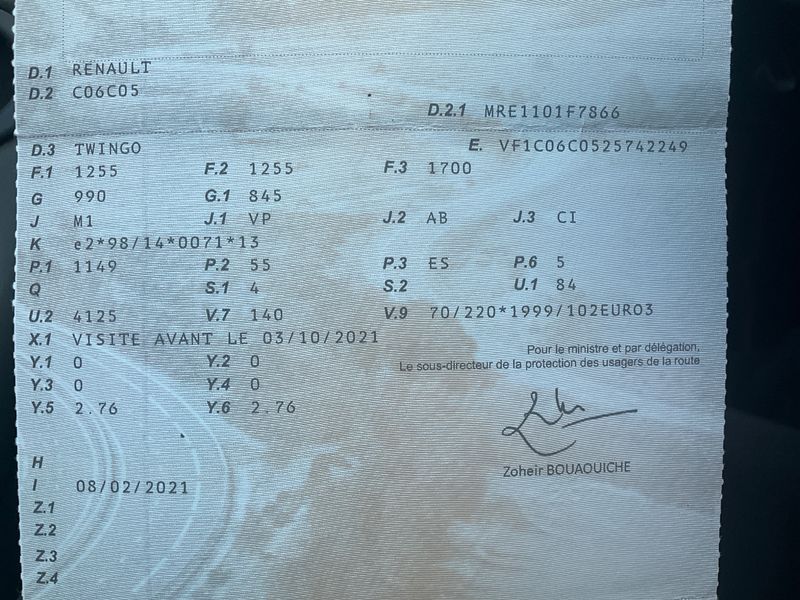 D.1 RENAULT
D.2 C06C05
D.2.1 MRE1101F7866
D.3 TWINGO E. VF1C06C0525742249
F.1 1255 F.2 1255 F.3 1700
G 990 G.1 845
J M1 J.1 VP J.2 AB J.3 CI
K e2*98/14*0071*13
P.1 1149 P.2 55 P.3 ES P.6 5
Q S.1 4 S.2 U.1 84
U.2 4125 V.7 140 V.9 70/220*1999/102EURO3
X.1 VISITE AVANT LE 03/10/2021
Y.1 0 Y.2 0
Pour le ministre et par délégation,
Le sous-directeur de la protection des usagers de la route
Y.3 0 Y.4 0
Y.5 2.76 Y.6 2.76
Zoheir BOUAOUICHE
H
I 08/02/2021
Z.1
Z.2
Z.3
Z.4